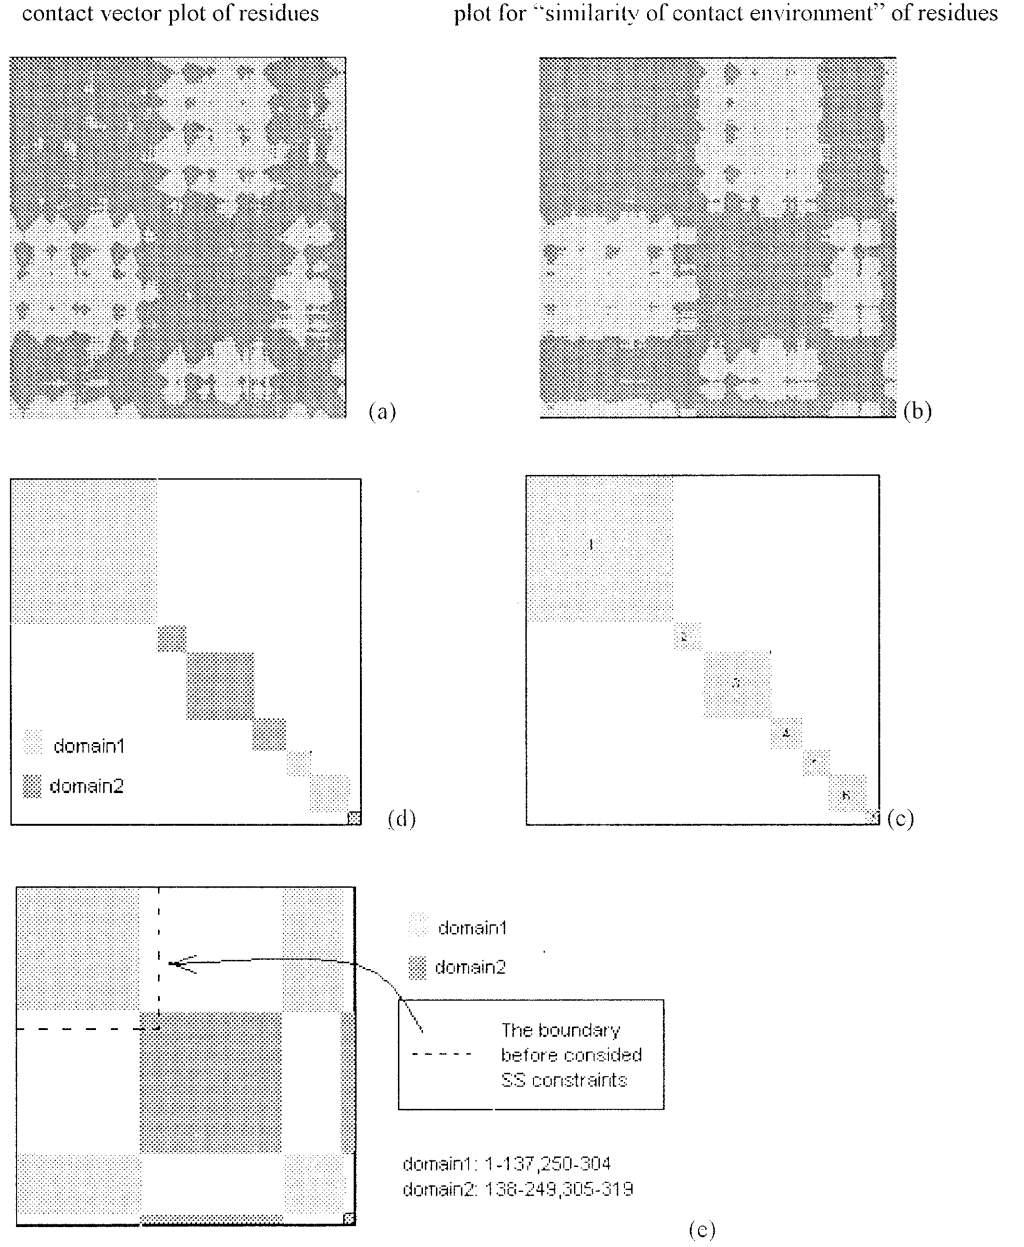 contact vector plot of residues
plot for “similarity of contact environment” of residues
(a)
(b)
domain1
domain2
(d)
1
2
3
4
6
(c)
domain1
domain2
The boundary
before consided
SS constraints
domain1: 1-137,250-304
domain2: 138-249,305-319
(e)